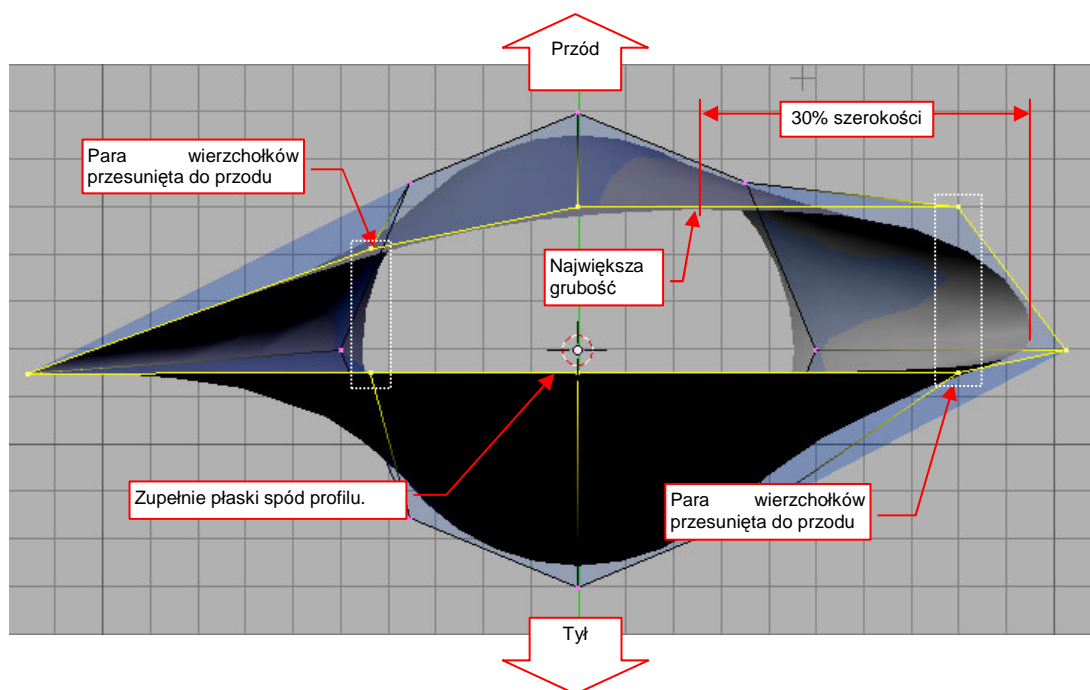 Przód
30% szerokości
Para wierzchołków
przesunięta do przodu
Największa
grubość
Zupełnie płaski spód profilu.
Para wierzchołków
przesunięta do przodu
Tył